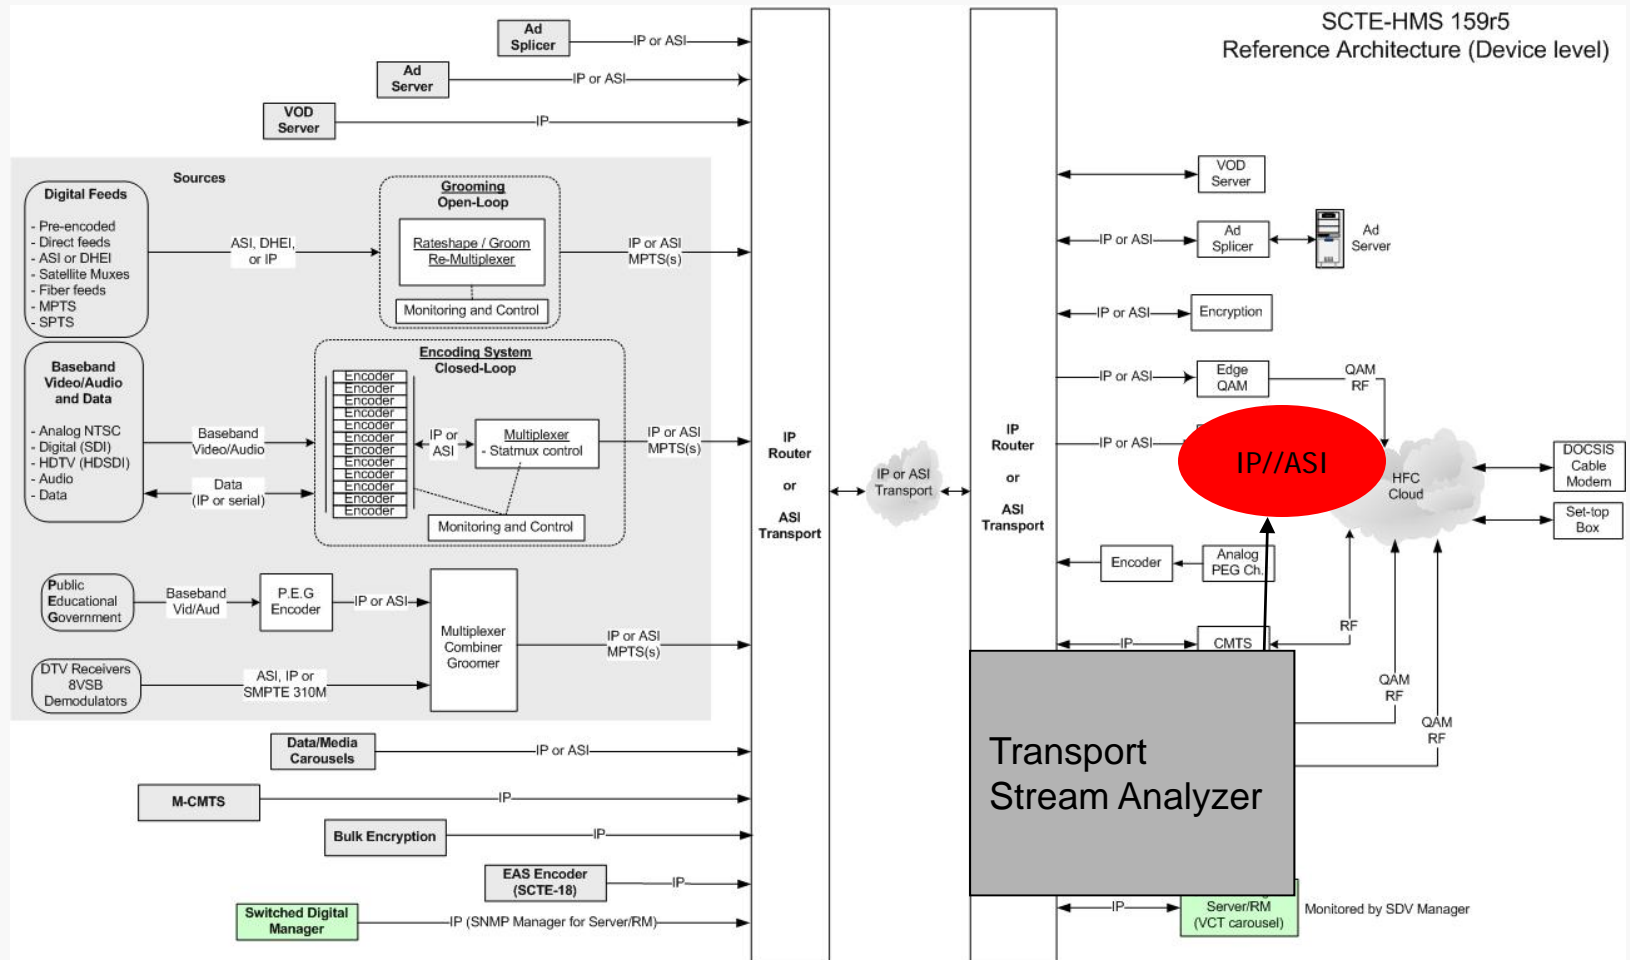 SCTE-HMS 159r5
Reference Architecture (Device level)
Ad
Splicer
IP or ASI
Ad
Server
IP or ASI
VOD
Server
IP
Sources
Digital Feeds
- Pre-encoded
- Direct feeds
- ASI or DHEI
- Satellite Muxes
- Fiber feeds
- MPTS
- SPTS
ASI, DHEI,
or IP
Grooming
Open-Loop
Rateshape / Groom
Re-Multiplexer
Monitoring and Control
IP or ASI
MPTS(s)
Baseband
Video/Audio
and Data
- Analog NTSC
- Digital (SDI)
- HDTV (HDSDI)
- Audio
- Data
Baseband
Video/Audio
Data
(IP or serial)
Encoding System
Closed-Loop
Encoder
Encoder
Encoder
Encoder
Encoder
Encoder
Encoder
Encoder
Encoder
Encoder
Encoder
Encoder
IP or
ASI
Multiplexer
- Statmux control
Monitoring and Control
IP or ASI
MPTS(s)
Public
Educational
Government
Baseband
Vid/Aud
P.E.G
Encoder
IP or ASI
DTV Receivers
8VSB
Demodulators
ASI, IP or
SMPTE 310M
Multiplexer
Combiner
Groomer
IP or ASI
MPTS(s)
Data/Media
Carousels
IP or ASI
M-CMTS
IP
Bulk Encryption
IP
EAS Encoder
(SCTE-18)
IP
Switched Digital
Manager
IP (SNMP Manager for Server/RM)
IP
Router
or
ASI
Transport
IP or ASI
Transport
IP
Router
or
ASI
Transport
VOD
Server
IP or ASI
Ad
Splicer
Ad
Server
IP or ASI
Encryption
IP or ASI
Edge
QAM
QAM
RF
IP or ASI
IP//ASI
HFC
Cloud
DOCSIS
Cable
Modem
Set-top
Box
Encoder
Analog
PEG Ch.
IP
CMTS
RF
QAM
RF
QAM
RF
Transport
Stream Analyzer
IP
Server/RM
(VCT carousel)
Monitored by SDV Manager